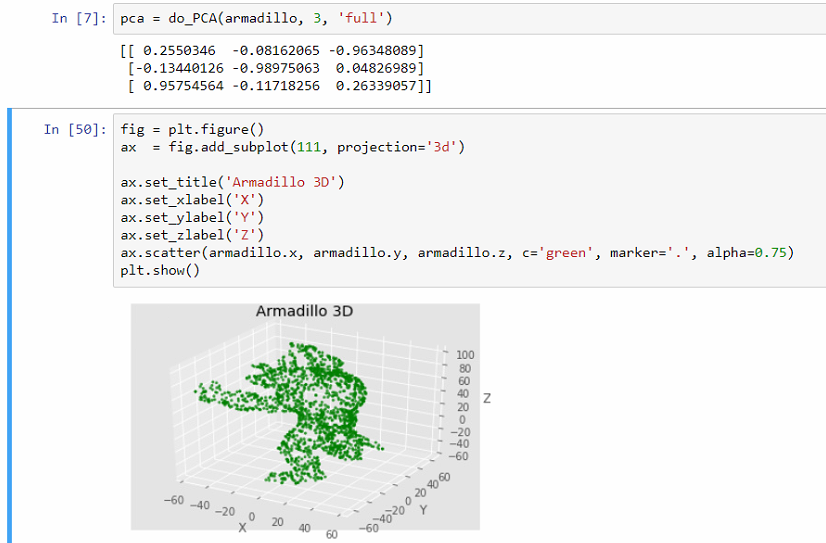 In [7]: pca = do_PCA(armadillo, 3, 'full')
[[ 0.2550346  -0.08162065 -0.96348089]
 [-0.13440126 -0.98975063  0.04826989]
 [ 0.95754564 -0.11718256  0.26339057]]
In [50]: fig = plt.figure()
ax  = fig.add_subplot(111, projection='3d')
ax.set_title('Armadillo 3D')
ax.set_xlabel('X')
ax.set_ylabel('Y')
ax.set_zlabel('Z')
ax.scatter(armadillo.x, armadillo.y, armadillo.z, c='green', marker='.', alpha=0.75)
plt.show()
Armadillo 3D
100
80
60
40
20
0
−20
−40
−60
Z
−60 −40 −20 0 20 40 60
X
−60 −40 −20 0 20 40 60
Y